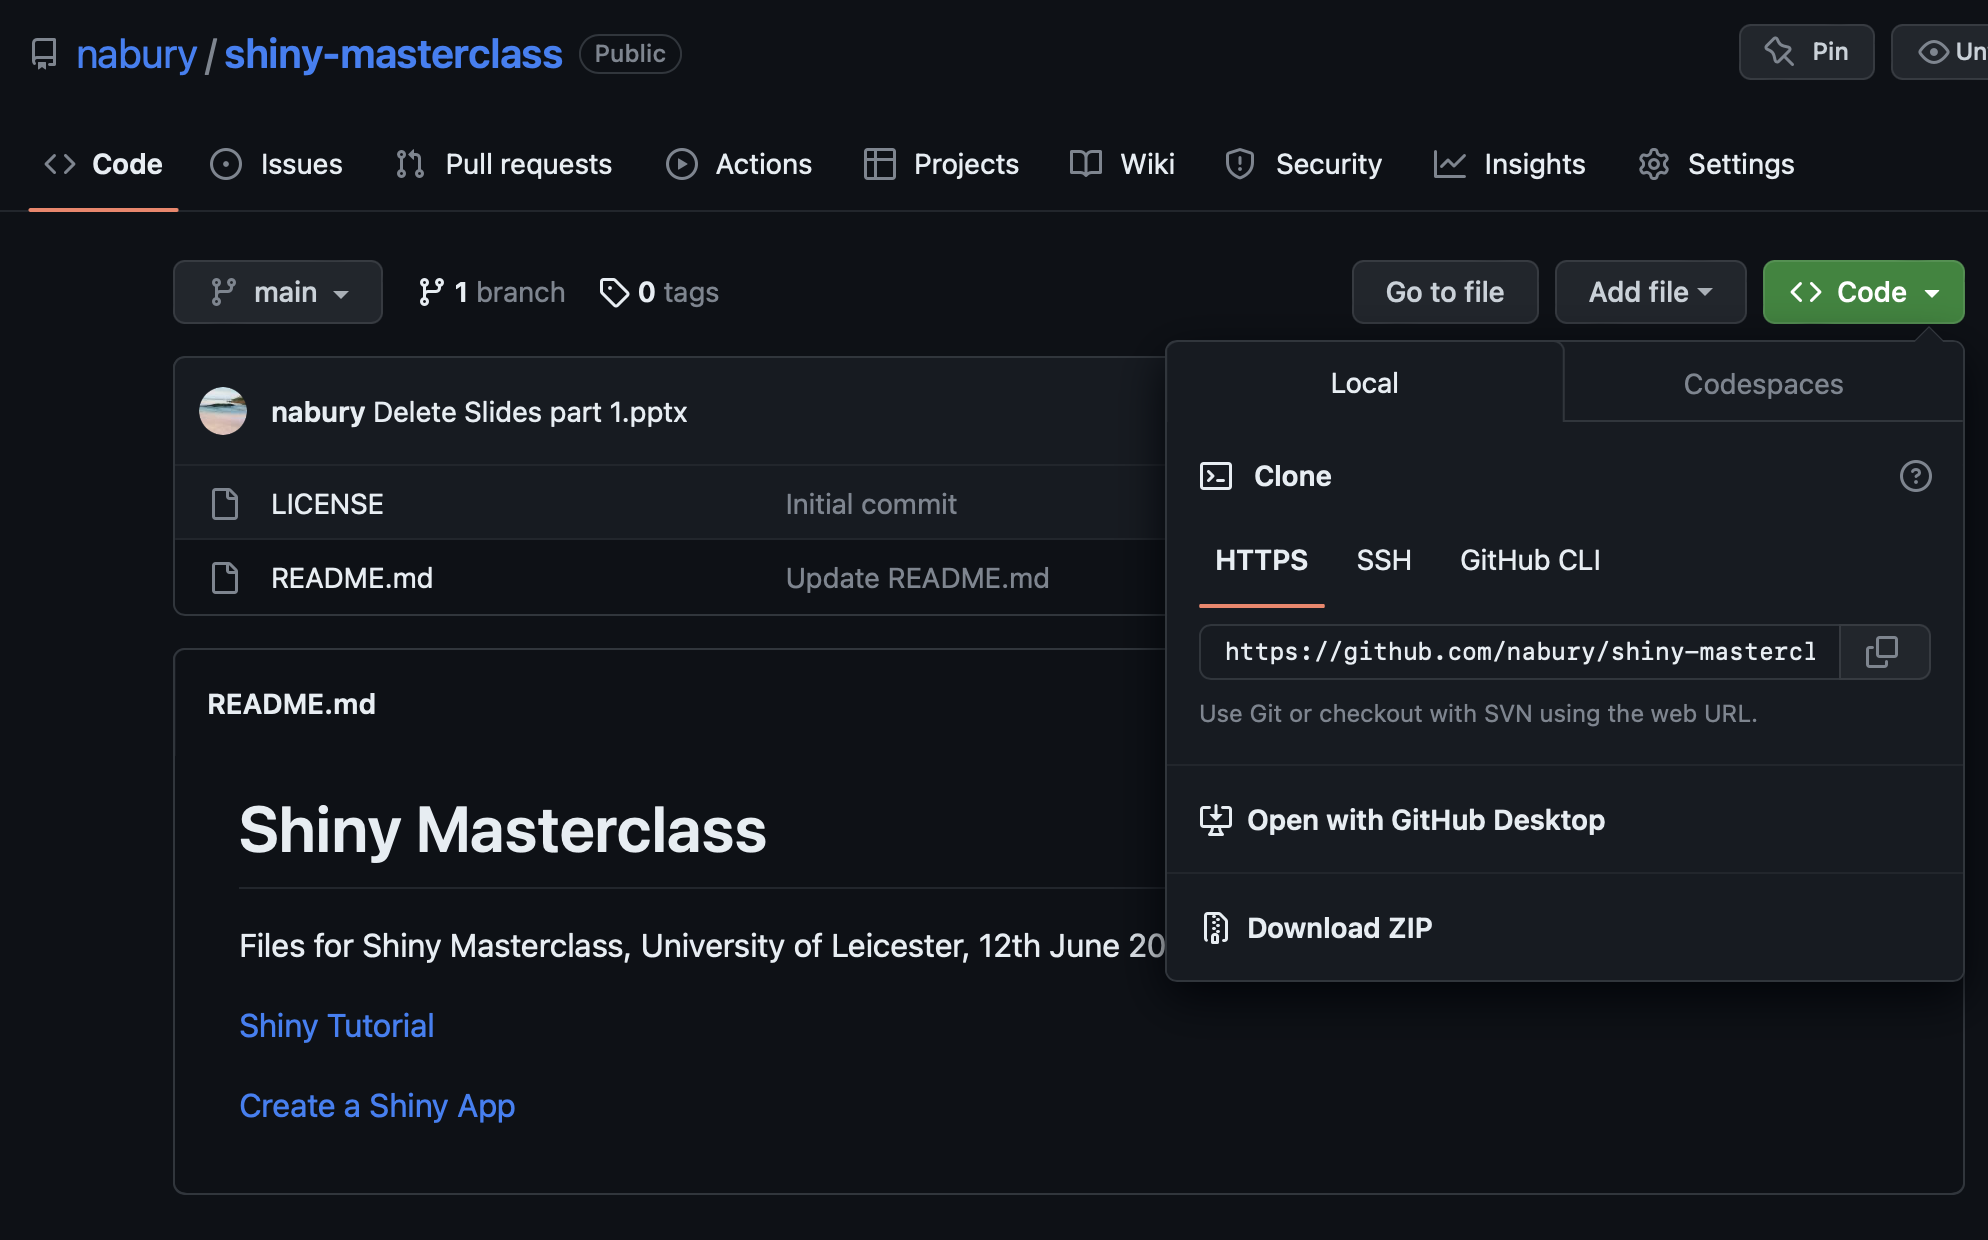 nabury / shiny-masterclass Public Pin
Code Issues Pull requests Actions Projects Wiki Security Insights Settings
main 1 branch 0 tags Go to file Add file Code
nabury Delete Slides part 1.pptx
LICENSE Initial commit
README.md Update README.md
README.md
Shiny Masterclass
Files for Shiny Masterclass, University of Leicester, 12th June 20
Shiny Tutorial
Create a Shiny App
Local Codespaces
Clone
HTTPS SSH GitHub CLI
https://github.com/nabury/shiny-mastercl
Use Git or checkout with SVN using the web URL.
Open with GitHub Desktop
Download ZIP